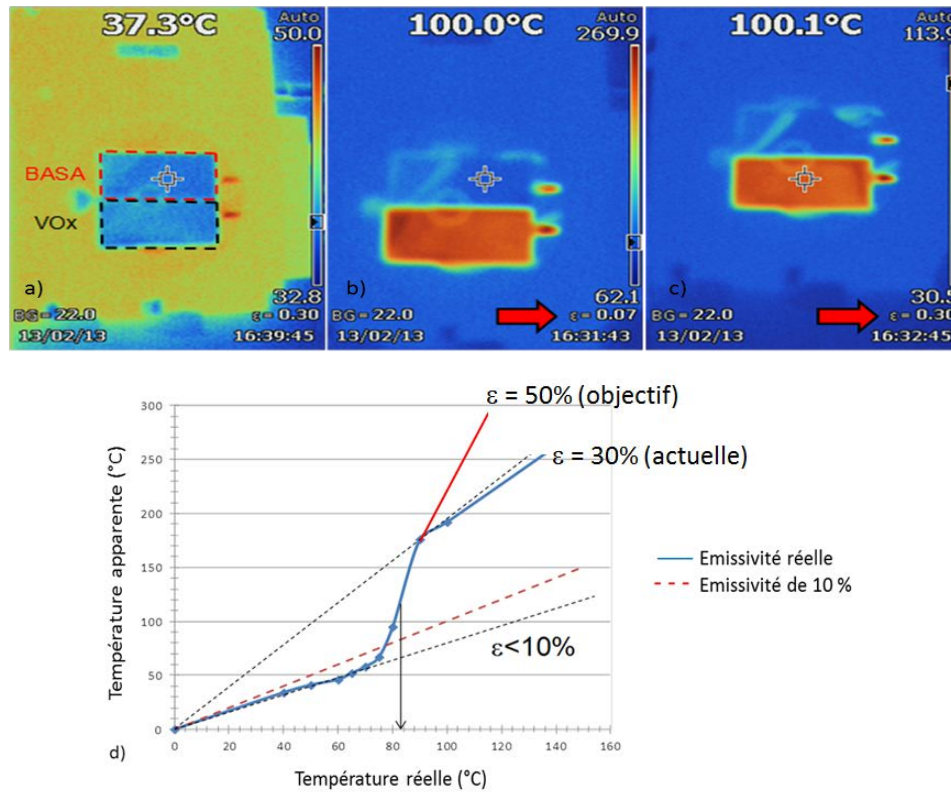 37.3°C
Auto
50.0
BASA
VOx
a)
32.8
BG= 22.0
ε= 0.30
13/02/13
16:39:45
100.0°C
Auto
269.9
b)
62.1
BG= 22.0
ε= 0.07
13/02/13
16:31:43
100.1°C
Auto
113.9
c)
BG= 22.0
ε= 0.30
13/02/13
16:32:45
ε = 50% (objectif)
ε = 30% (actuelle)
ε<10%
Température apparente (°C)
300
250
200
150
100
50
0
0 20 40 60 80 100 120 140 160
d)
Température réelle (°C)
Emissivité réelle
Emissivité de 10 %